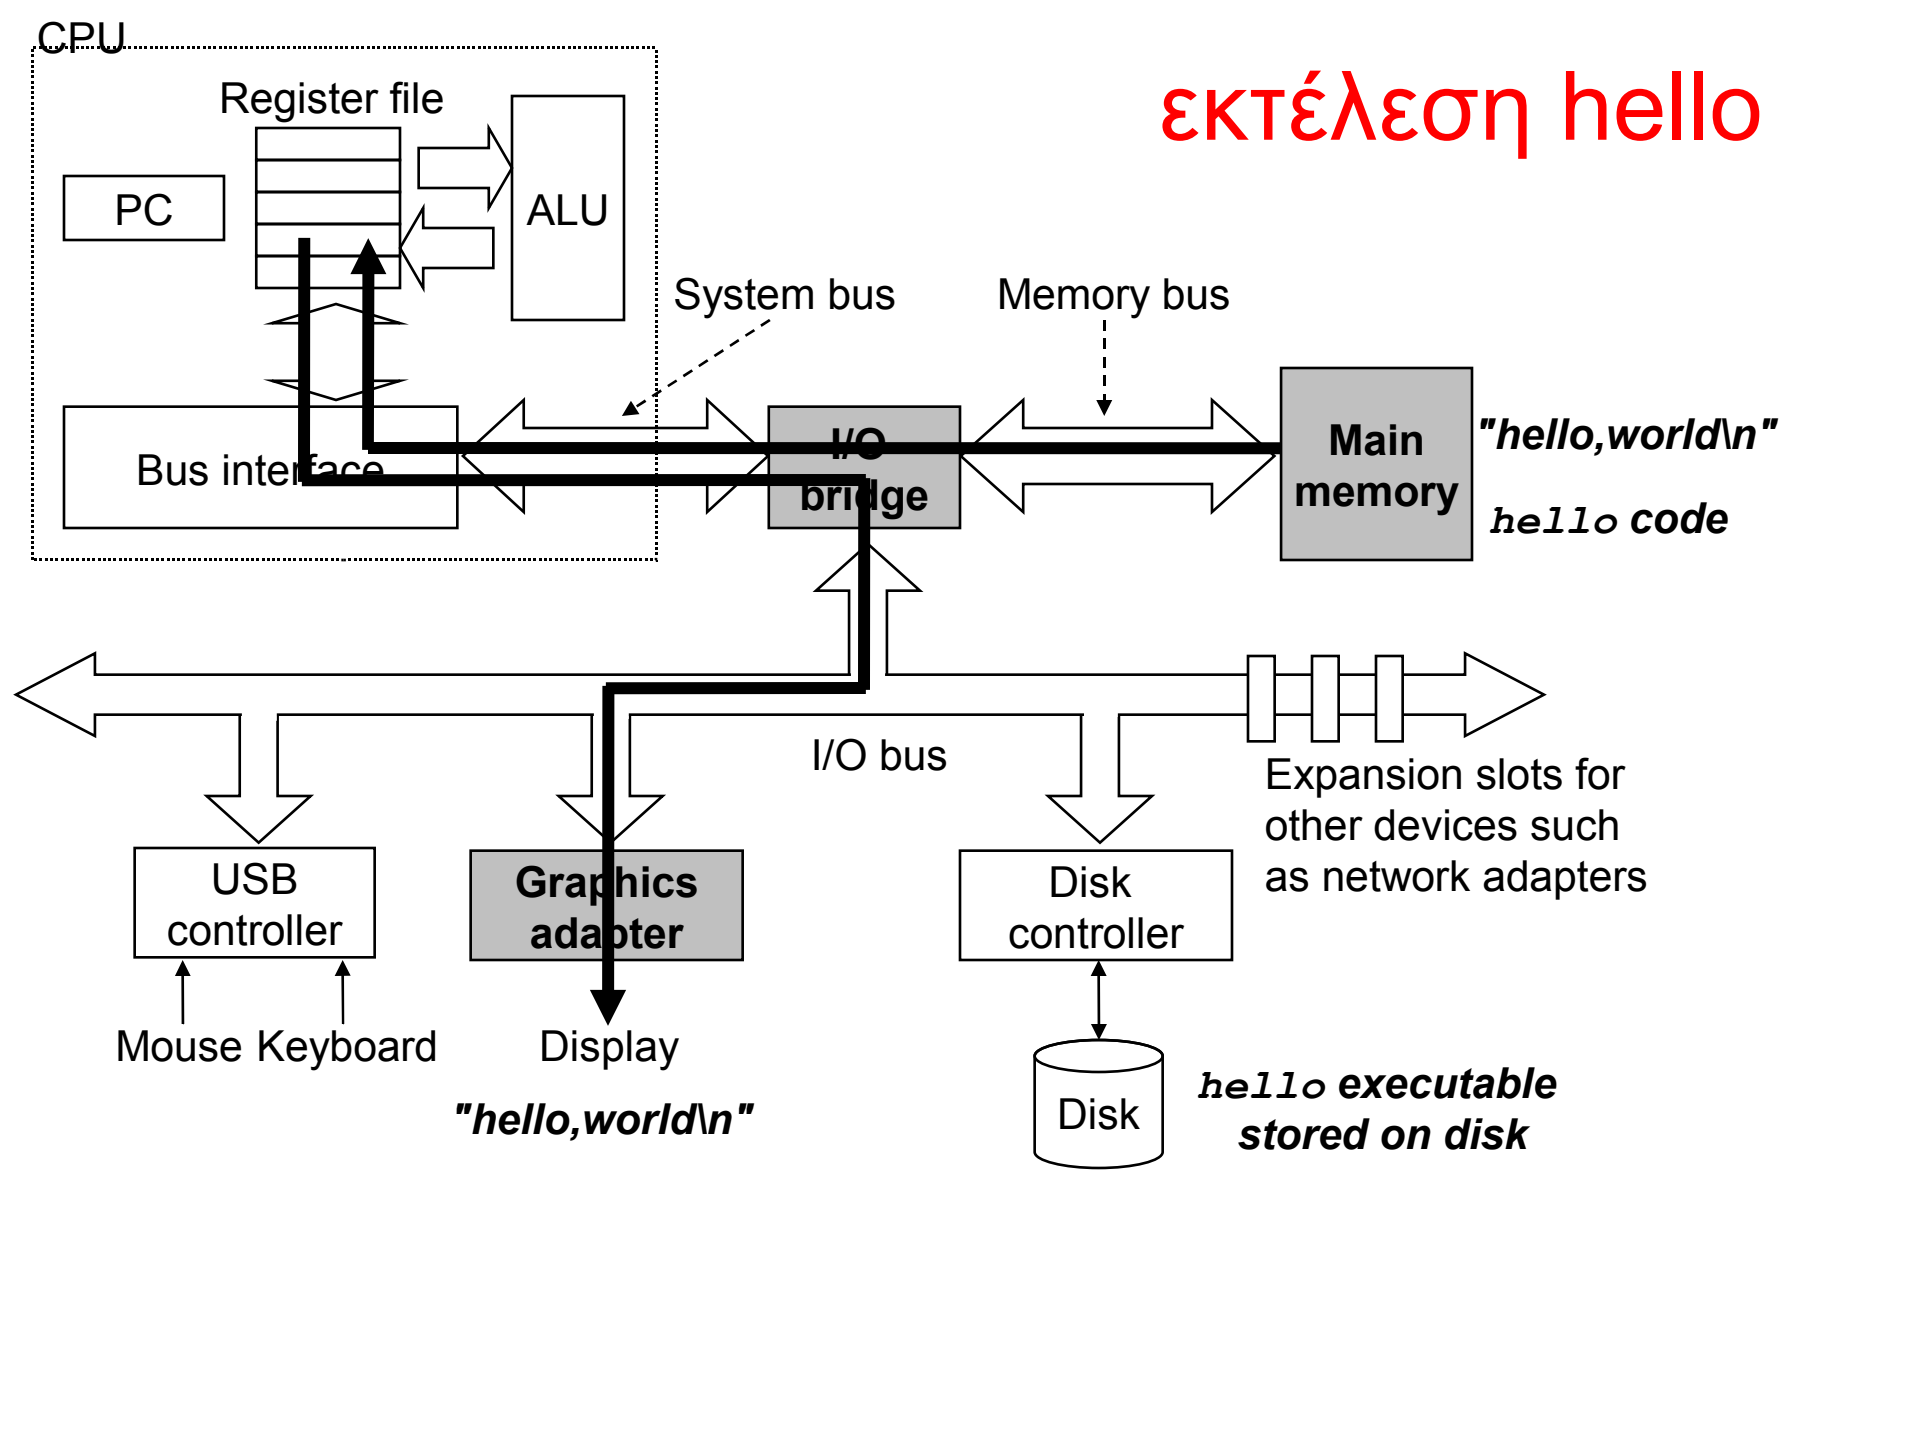 CPU
εκτέλεση hello
Register file
PC
ALU
System bus
Memory bus
Bus interface
I/O
bridge
Main
memory
"hello,world\n"
hello code
I/O bus
Expansion slots for
other devices such
as network adapters
USB
controller
Graphics
adapter
Disk
controller
Mouse Keyboard
Display
"hello,world\n"
Disk
hello executable
stored on disk